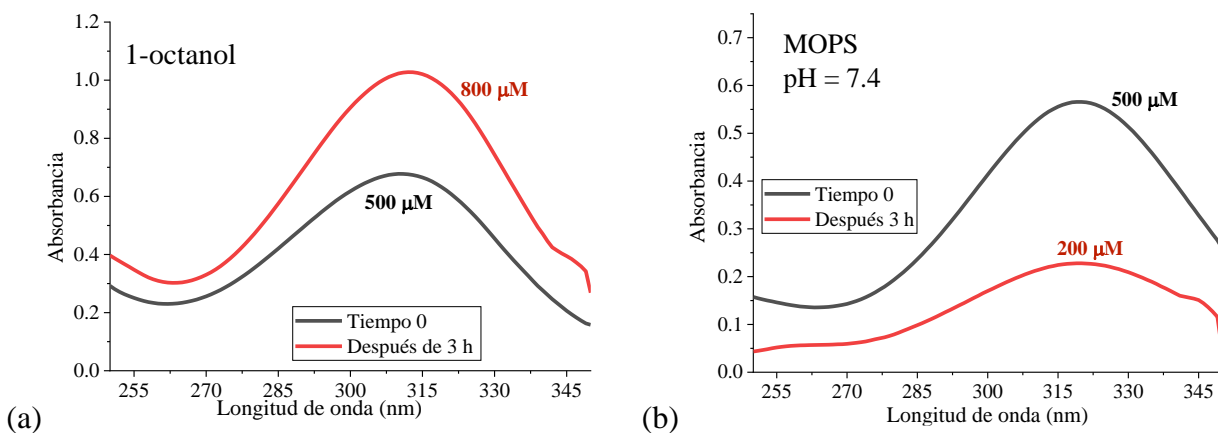 1-octanol
800 μM
500 μM
Tiempo 0
Después de 3 h
Absorbancia
0.0
0.2
0.4
0.6
0.8
1.0
1.2
255 270 285 300 315 330 345
Longitud de onda (nm)
(a)
MOPS
pH = 7.4
500 μM
Tiempo 0
Después 3 h
200 μM
Absorbancia
0.0
0.1
0.2
0.3
0.4
0.5
0.6
0.7
255 270 285 300 315 330 345
Longitud de onda (nm)
(b)